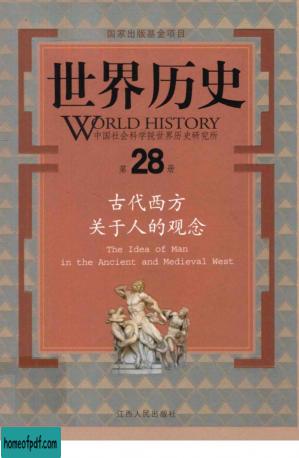 国家出版基金项目
世界历史
WORLD HISTORY
中国社会科学院世界历史研究所
第28册
古代西方
关于人的观念
The Idea of Man
in the Ancient and Medieval West
江西人民出版社
homeofpdf.com